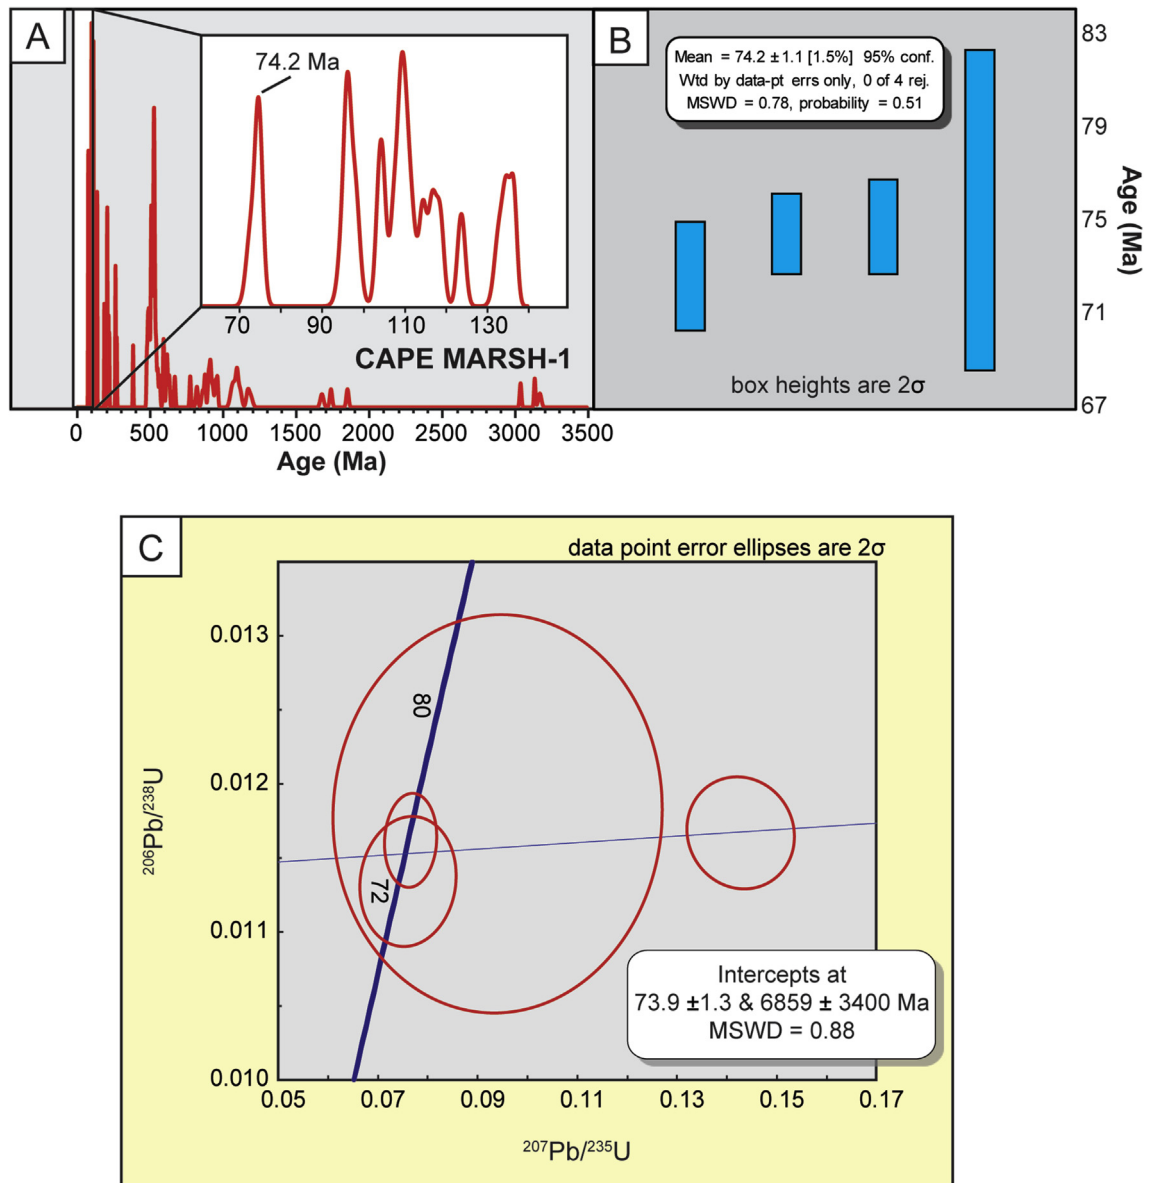 A
74.2 Ma
70 90 110 130
CAPE MARSH-1
0 500 1000 1500 2000 2500 3000 3500
Age (Ma)
B
Mean = 74.2 ±1.1 [1.5%] 95% conf.
Wtd by data-pt errs only, 0 of 4 rej.
MSWD = 0.78, probability = 0.51
box heights are 2σ
83
79
75
71
67
Age (Ma)
C
data point error ellipses are 2σ
0.013
0.012
0.011
0.010
²⁰⁶Pb/²³⁸U
80
72
Intercepts at
73.9 ±1.3 & 6859 ± 3400 Ma
MSWD = 0.88
0.05 0.07 0.09 0.11 0.13 0.15 0.17
²⁰⁷Pb/²³⁵U